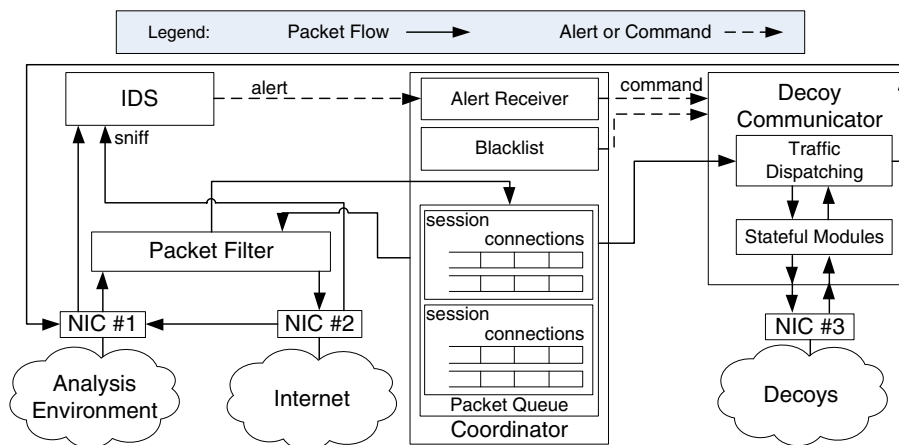 Legend: Packet Flow Alert or Command
IDS
alert
Alert Receiver
command
Decoy
Communicator
sniff
Blacklist
Traffic
Dispatching
session
connections
Packet Filter
Stateful Modules
NIC #1
NIC #2
session
connections
NIC #3
Analysis
Environment
Internet
Decoys
Packet Queue
Coordinator